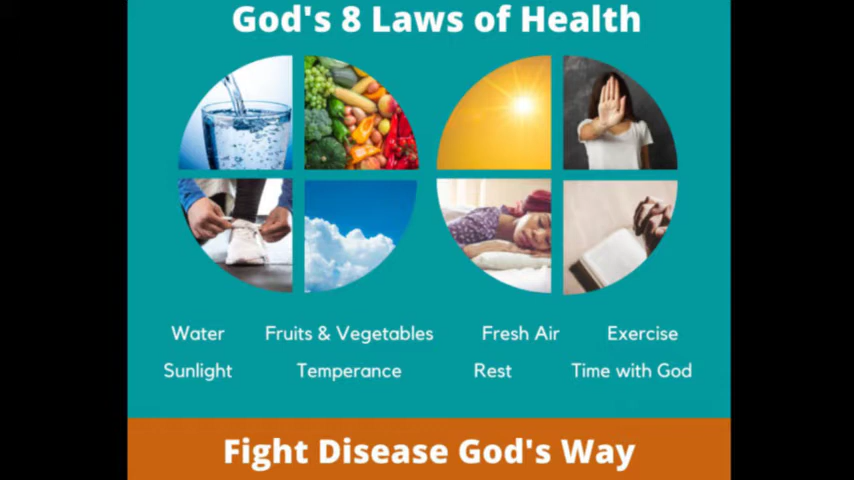 God's 8 Laws of Health
Water Fruits & Vegetables Fresh Air Exercise
Sunlight Temperance Rest Time with God
Fight Disease God's Way